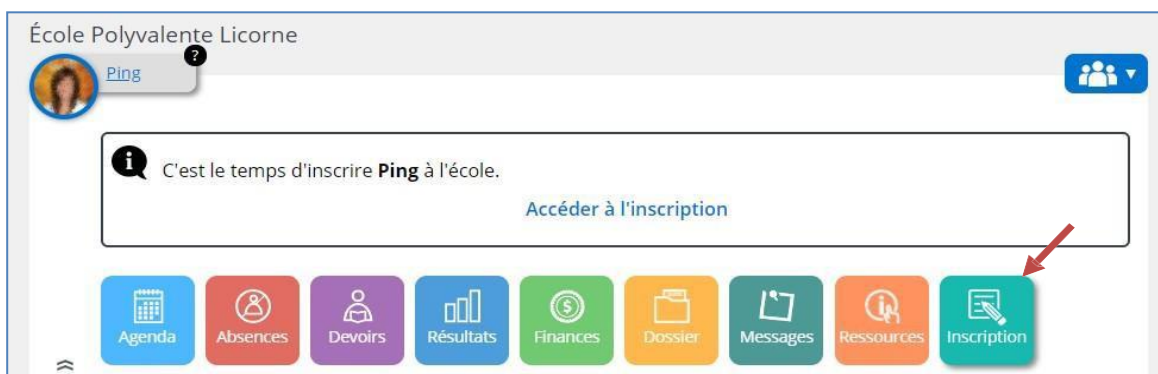 École Polyvalente Licorne
?
Ping
C'est le temps d'inscrire Ping à l'école.
Accéder à l'inscription
Agenda
Absences
Devoirs
Résultats
Finances
Dossier
Messages
Ressources
Inscription